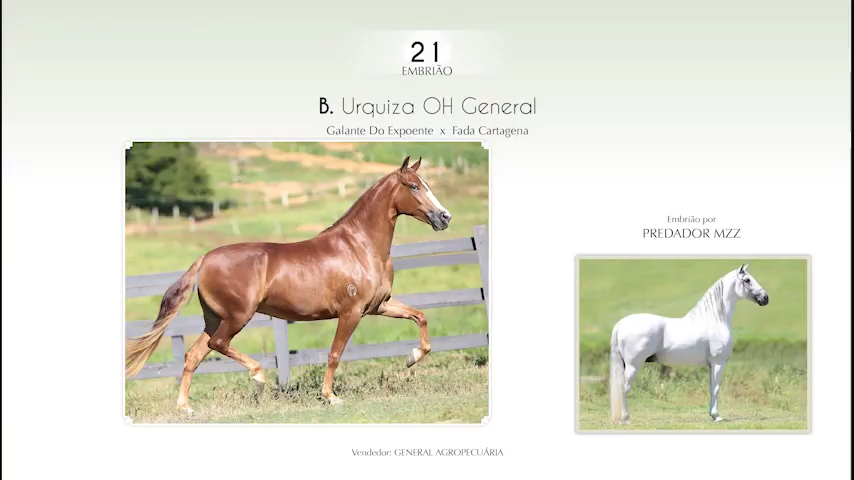 21
EMBRIÃO
B. Urquiza OH General
Galante Do Expoente x Fada Cartagena
Embrião por
PREDADOR MZZ
Vendedor: GENERAL AGROPECUÁRIA